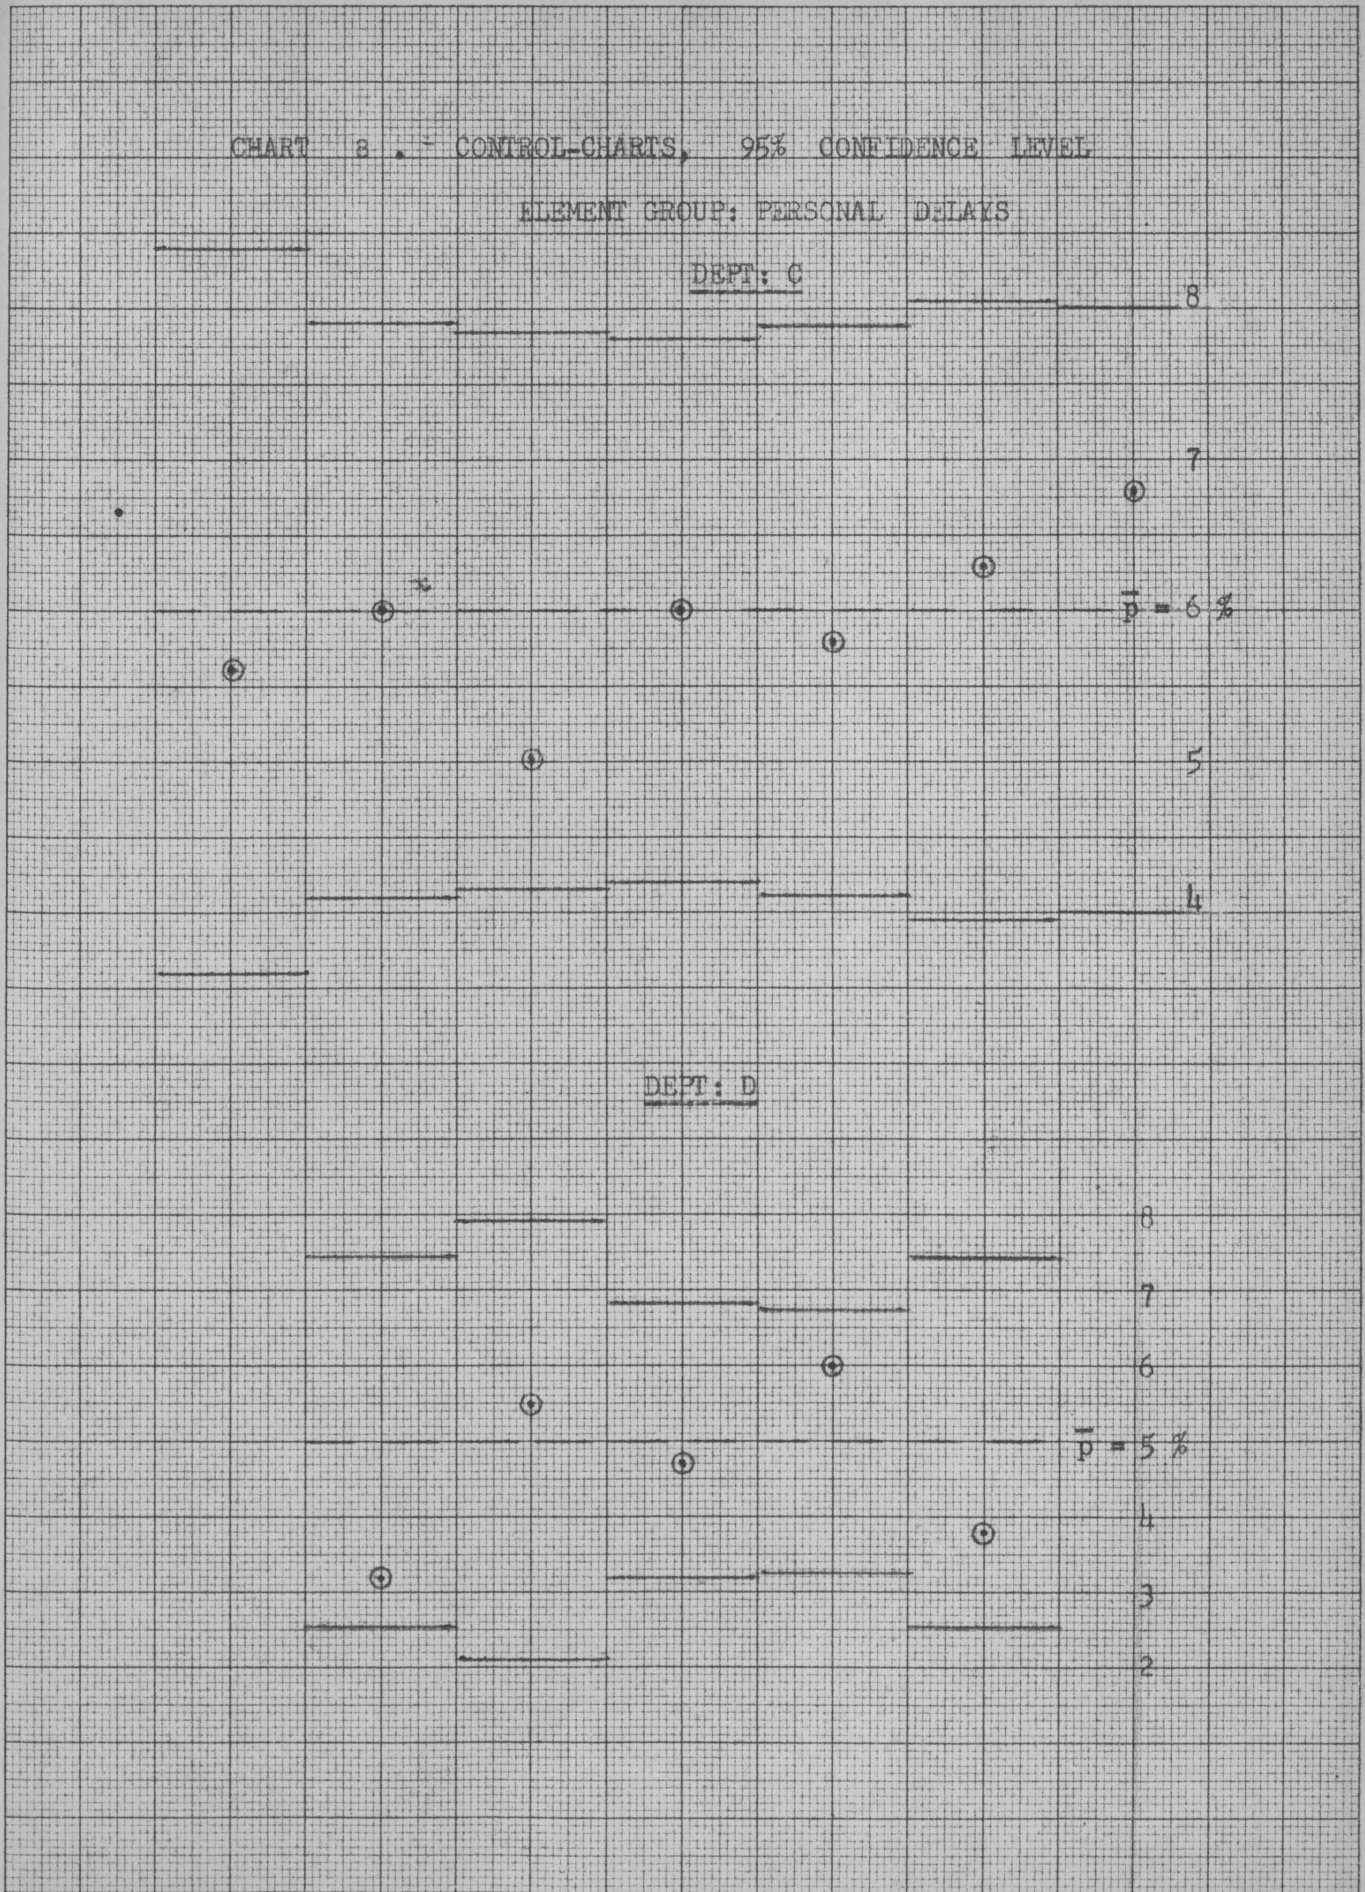 CHART 8 . - CONTROL-CHARTS, 95% CONFIDENCE LEVEL
ELEMENT GROUP: PERSONAL DELAYS
DEPT: C
8
7
p̅ = 6 %
5
4
DEPT: D
8
7
6
p̅ = 5 %
4
3
2